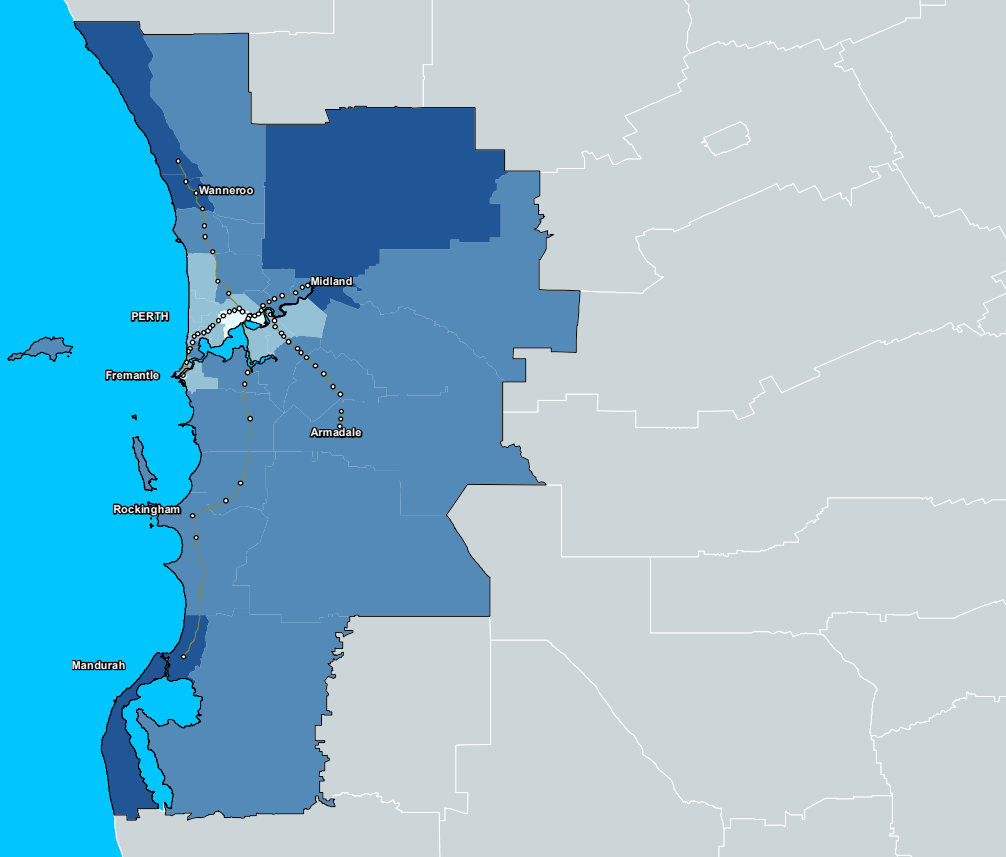 Wanneroo
Midland
PERTH
Fremantle
Armadale
Rockingham
Mandurah